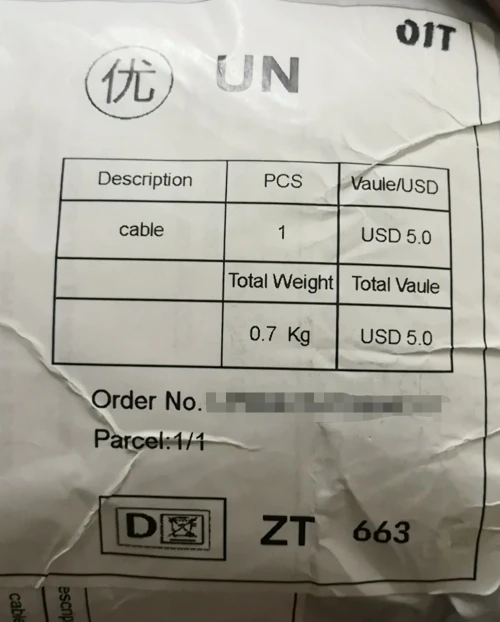 01T
优 UN
Description PCS Vaule/USD
cable 1 USD 5.0
Total Weight Total Vaule
0.7 Kg USD 5.0
Order No.
Parcel:1/1
D ZT 663